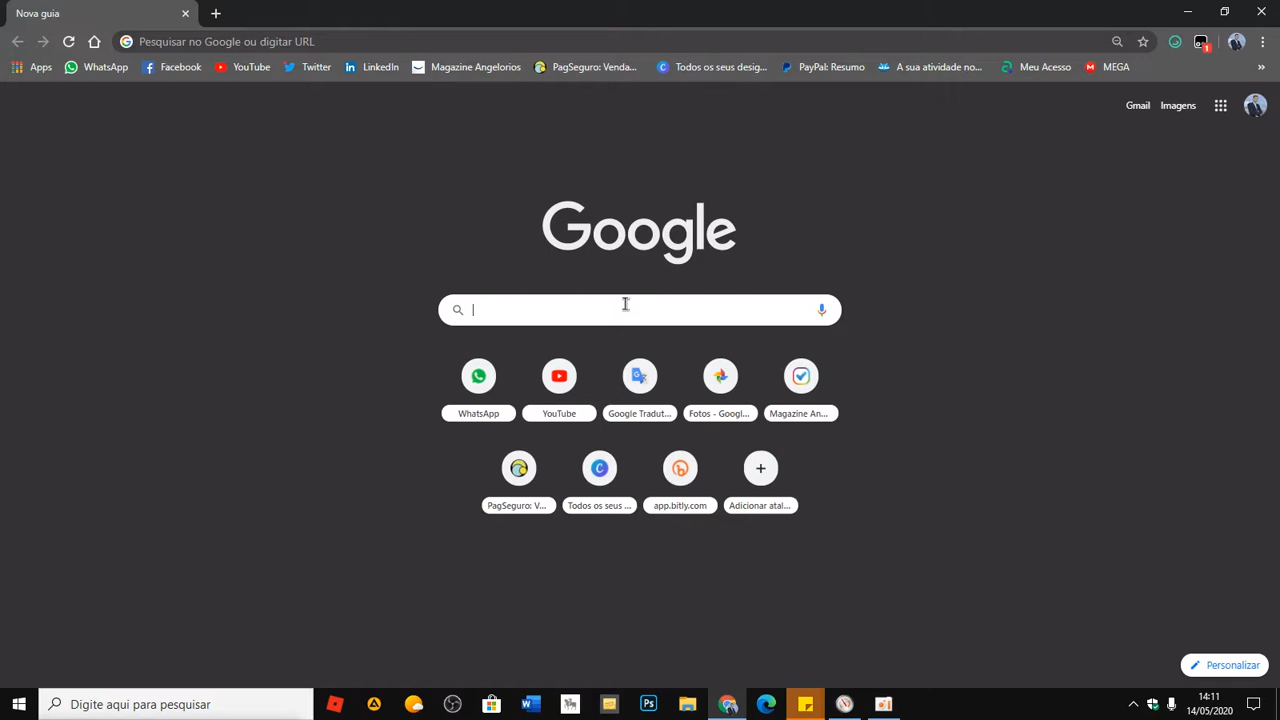 Nova guia
Pesquisar no Google ou digitar URL
Apps WhatsApp Facebook YouTube Twitter LinkedIn Magazine Angelorios PagSeguro: Venda... Todos os seus desig... PayPal: Resumo A sua atividade no... Meu Acesso MEGA »
Gmail Imagens
Google
WhatsApp YouTube Google Tradut... Fotos - Googl... Magazine An...
PagSeguro: V... Todos os seus ... app.bitly.com Adicionar atal...
Personalizar
Digite aqui para pesquisar
14:11
14/05/2020